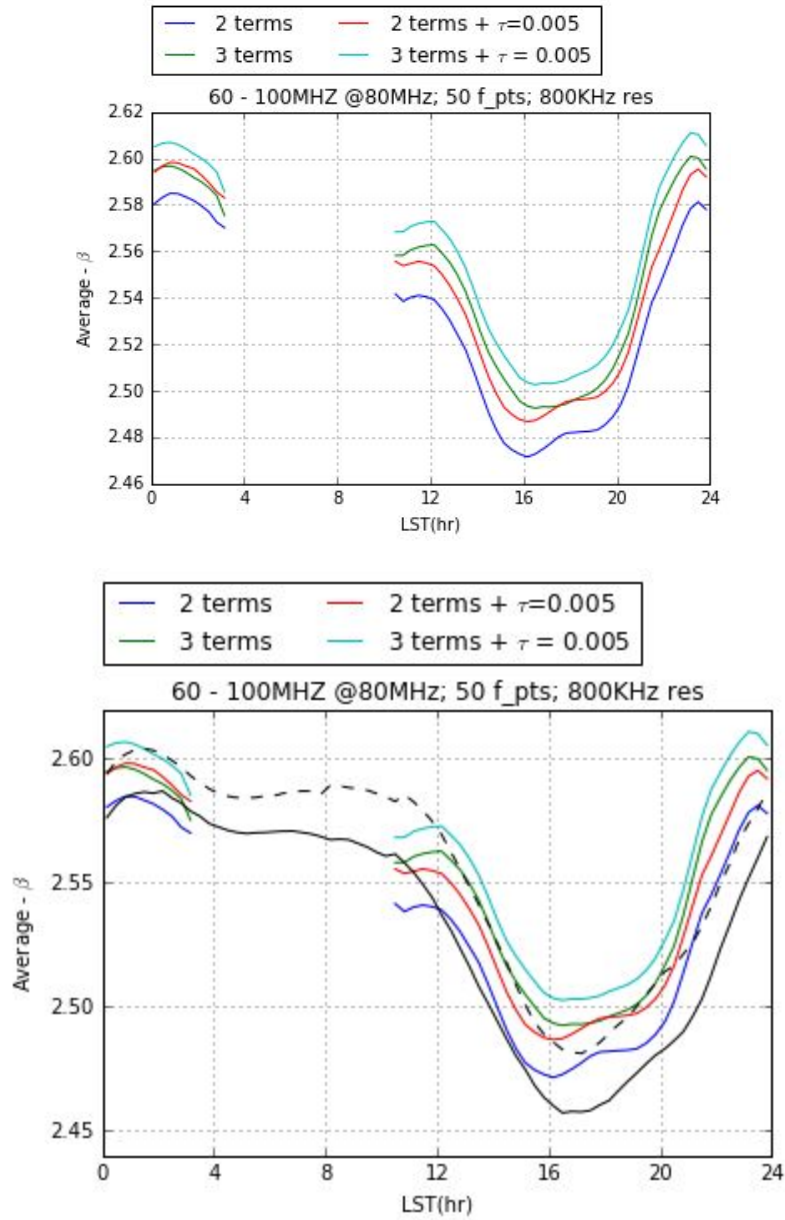 2 terms 2 terms + τ=0.005
3 terms 3 terms + τ = 0.005
60 - 100MHZ @80MHz; 50 f_pts; 800KHz res
2.62
2.60
2.58
2.56
2.54
2.52
2.50
2.48
2.46
Average - β
0 4 8 12 16 20 24
LST(hr)
2 terms 2 terms + τ=0.005
3 terms 3 terms + τ = 0.005
60 - 100MHZ @80MHz; 50 f_pts; 800KHz res
2.60
2.55
2.50
2.45
Average - β
0 4 8 12 16 20 24
LST(hr)